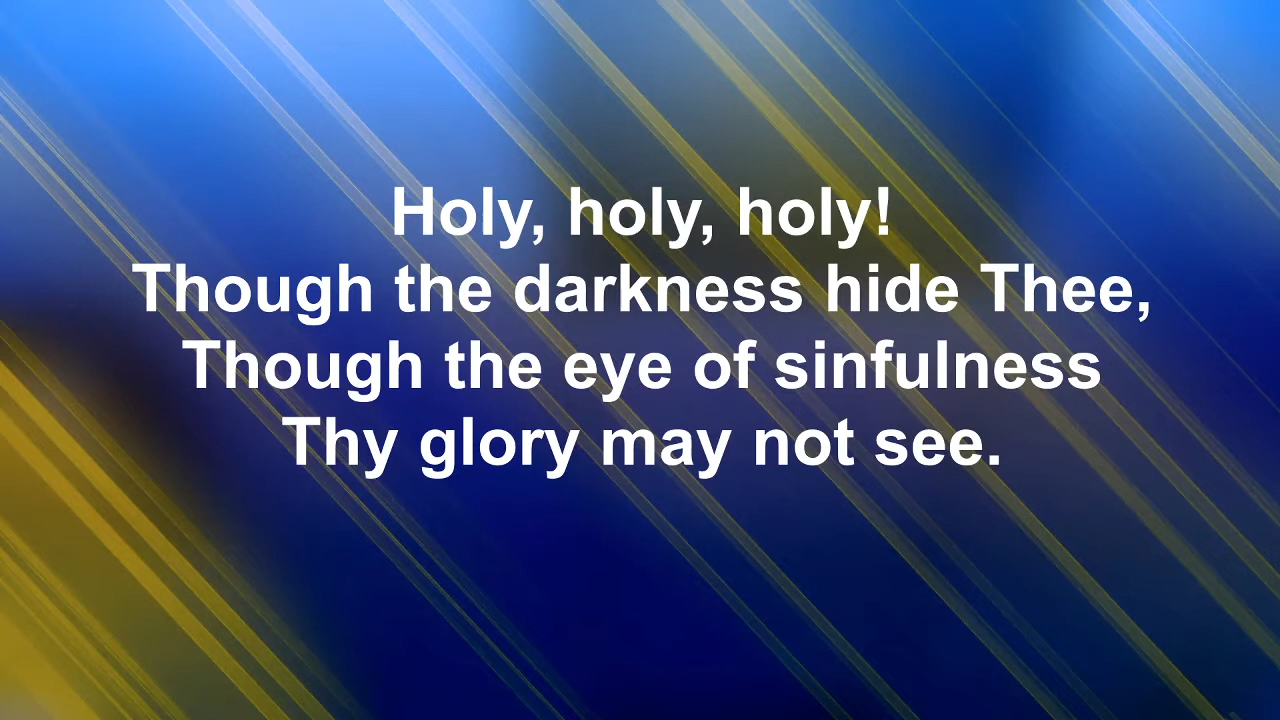 Holy, holy, holy!
Though the darkness hide Thee,
Though the eye of sinfulness
Thy glory may not see.